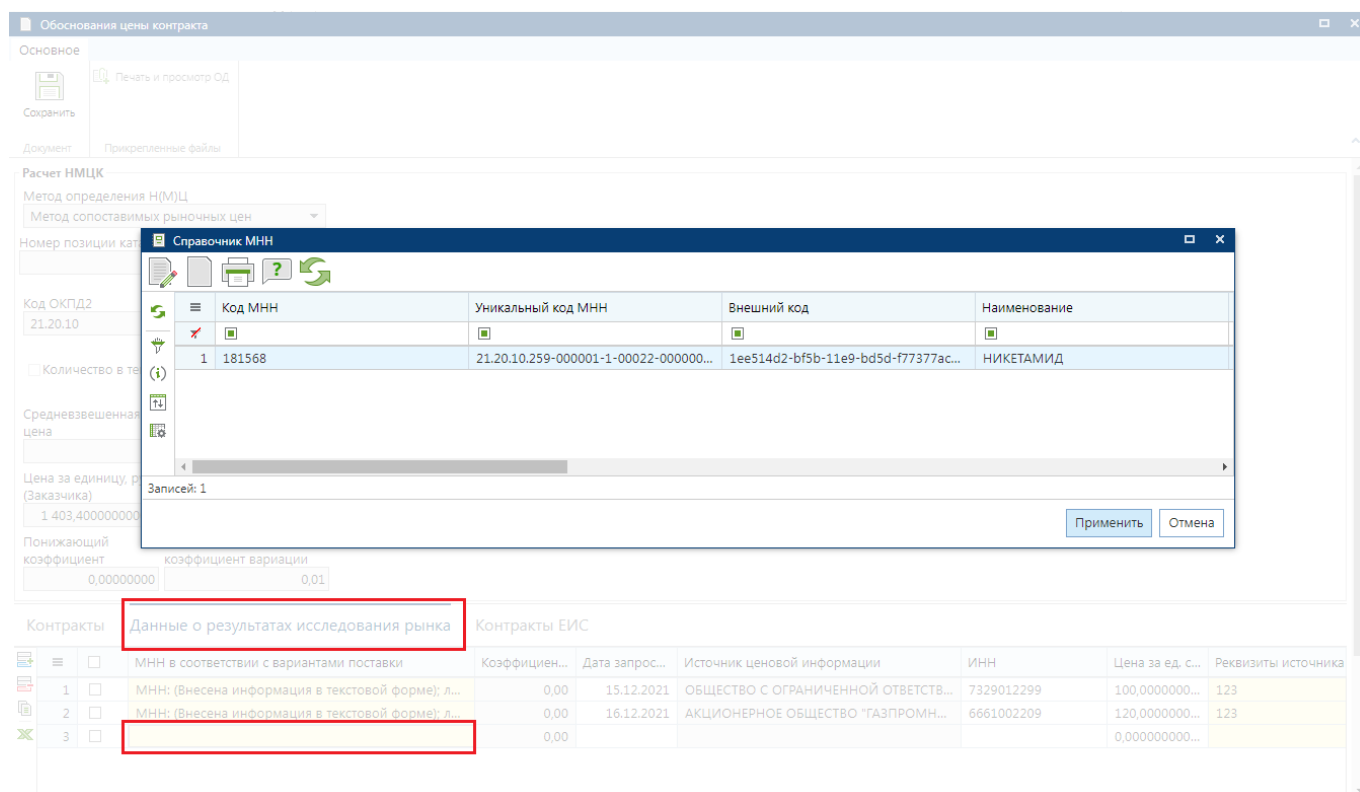 Обоснования цены контракта
Основное
Сохранить
Печать и просмотр ОД
Документ
Прикрепленные файлы
Расчет НМЦК
Метод определения Н(М)Ц
Метод сопоставимых рыночных цен
Номер позиции кат
Код ОКПД2
21.20.10
Количество в те
Средневзвешенная
цена
Цена за единицу, р
(Заказчика)
1 403,400000000
Понижающий
коэффициент
коэффициент вариации
0,00000000
0,01
Справочник МНН
Код МНН Уникальный код МНН Внешний код Наименование
1 181568 21.20.10.259-000001-1-00022-000000... 1ee514d2-bf5b-11e9-bd5d-f77377ac... НИКЕТАМИД
Записей: 1
Применить Отмена
Контракты Данные о результатах исследования рынка Контракты ЕИС
МНН в соответствии с вариантами поставки Коэффициен... Дата запрос... Источник ценовой информации ИНН Цена за ед. с... Реквизиты источника
1 МНН: (Внесена информация в текстовой форме); л... 0,00 15.12.2021 ОБЩЕСТВО С ОГРАНИЧЕННОЙ ОТВЕТСТВ... 7329012299 100,0000000... 123
2 МНН: (Внесена информация в текстовой форме); л... 0,00 16.12.2021 АКЦИОНЕРНОЕ ОБЩЕСТВО "ГАЗПРОМН... 6661002209 120,0000000... 123
3 0,00 0,000000000...